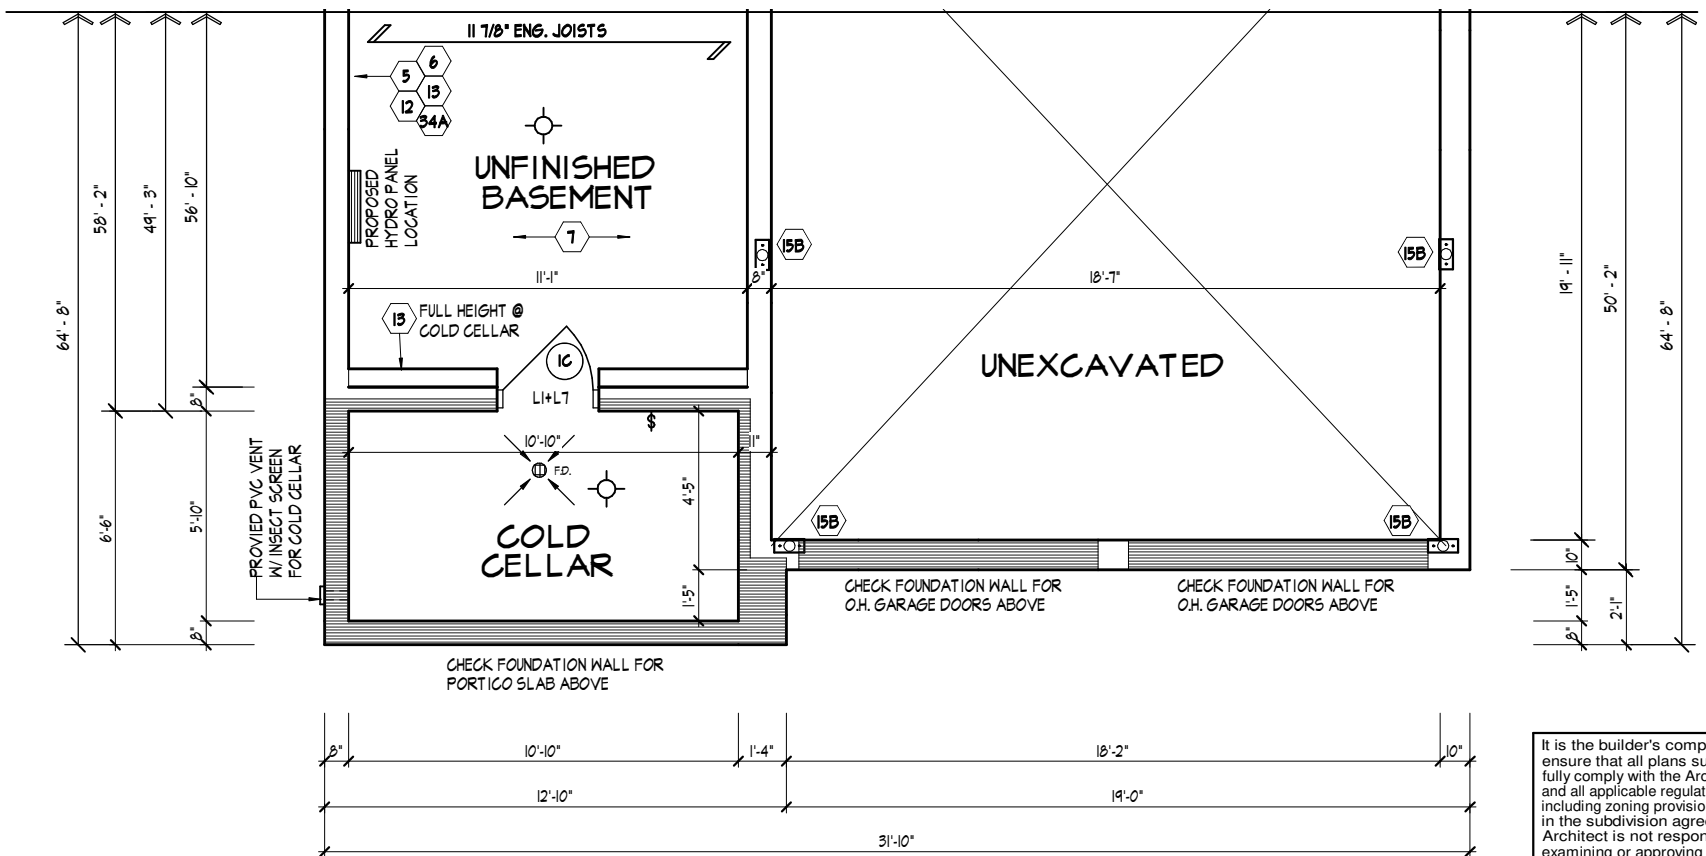 11 7/8" ENG. JOISTS
6
5
13
12
34A
UNFINISHED
BASEMENT
7
PROPOSED
HYDRO PANEL
LOCATION
15B
15B
11'-1"
8"
18'-7"
13
FULL HEIGHT @
COLD CELLAR
1C
L1+L7
$
UNEXCAVATED
10'-10"
11"
F.D.
4'-5"
1'-5"
COLD
CELLAR
15B
15B
PROVIED PVC VENT
W/ INSECT SCREEN
FOR COLD CELLAR
CHECK FOUNDATION WALL FOR
O.H. GARAGE DOORS ABOVE
CHECK FOUNDATION WALL FOR
O.H. GARAGE DOORS ABOVE
CHECK FOUNDATION WALL FOR
PORTICO SLAB ABOVE
64' - 8"
58' - 2"
49' - 3"
56' - 10"
8"
6'-6"
5'-10"
8"
19' - 11"
50' - 2"
64' - 8"
10"
1'-5"
2'-1"
8"
8"
10'-10"
1'-4"
18'-2"
10"
12'-10"
19'-0"
31'-10"
It is the builder's comp
ensure that all plans su
fully comply with the Arc
and all applicable regulat
including zoning provision
in the subdivision agree
Architect is not respon
examining or approving